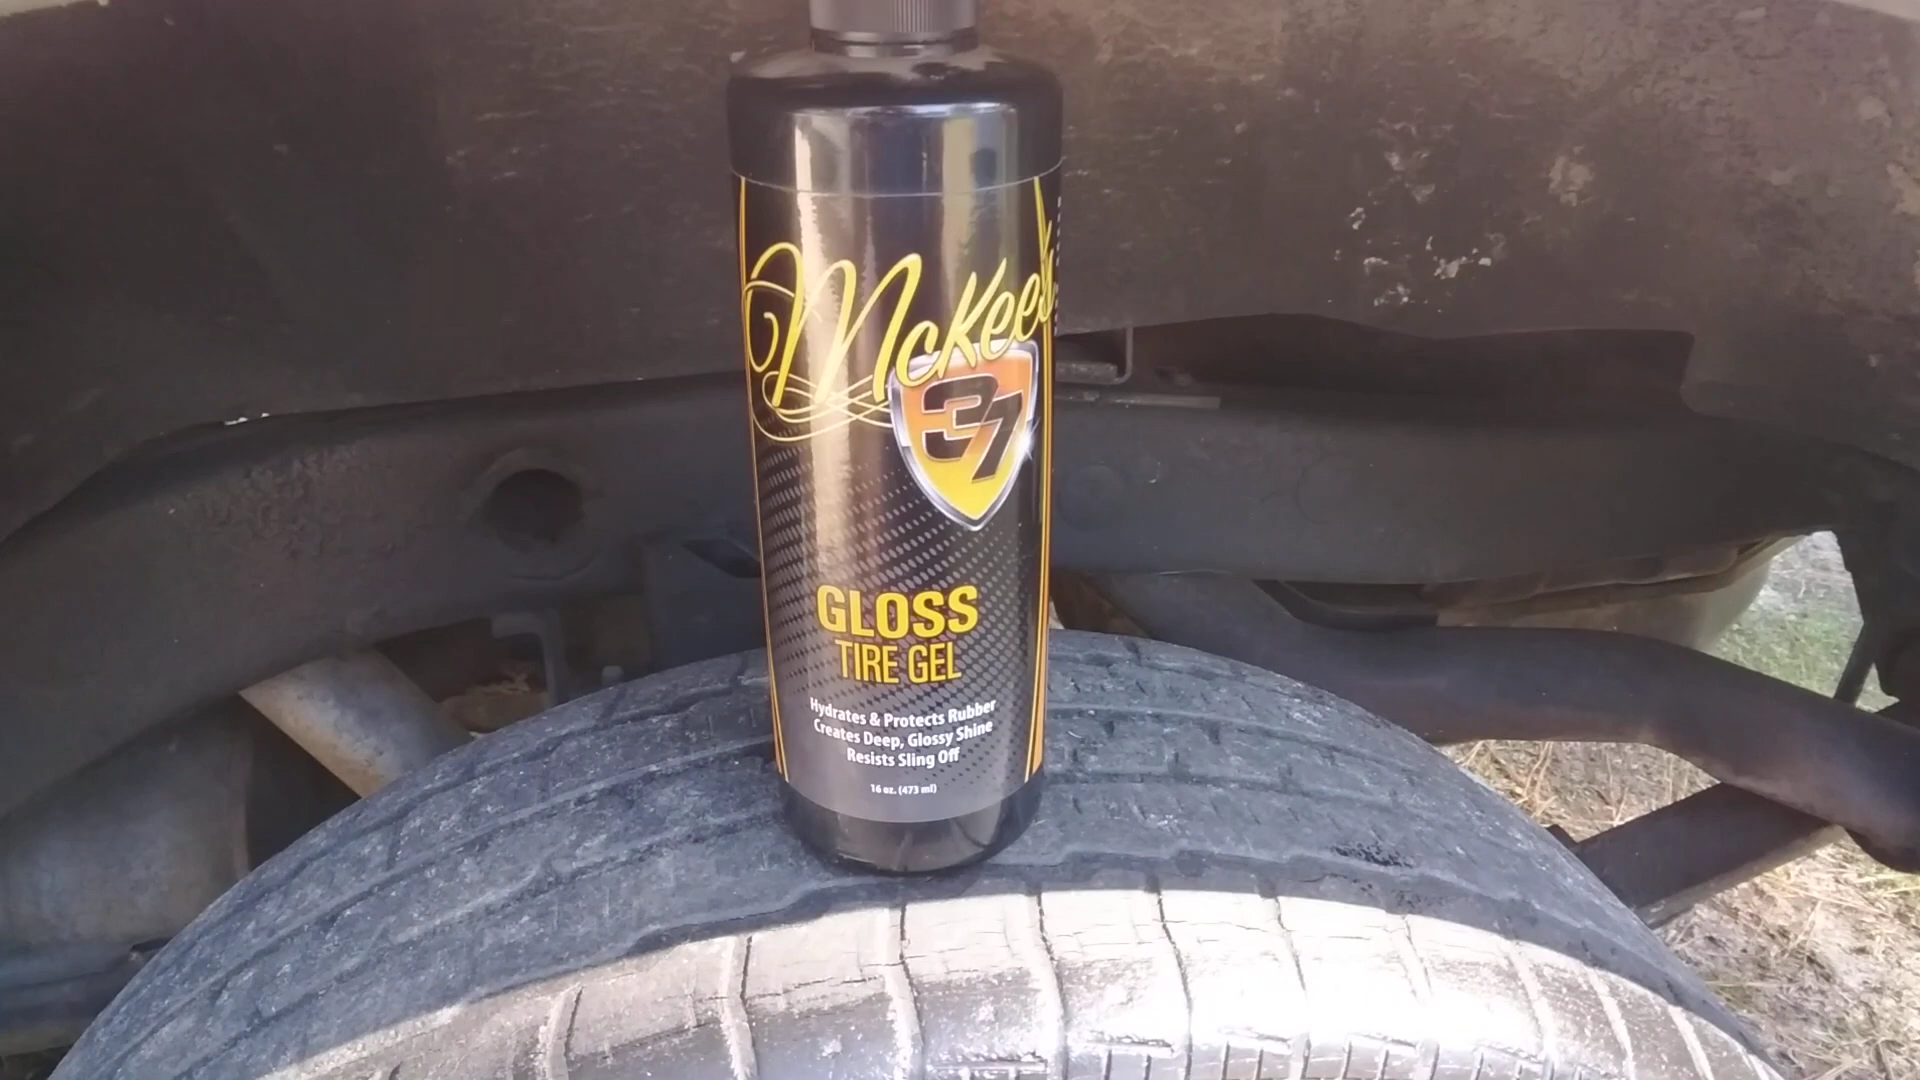 McKee's
37
GLOSS
TIRE GEL
Hydrates & Protects Rubber
Creates Deep, Glossy Shine
Resists Sling Off
16 oz. (473 ml)